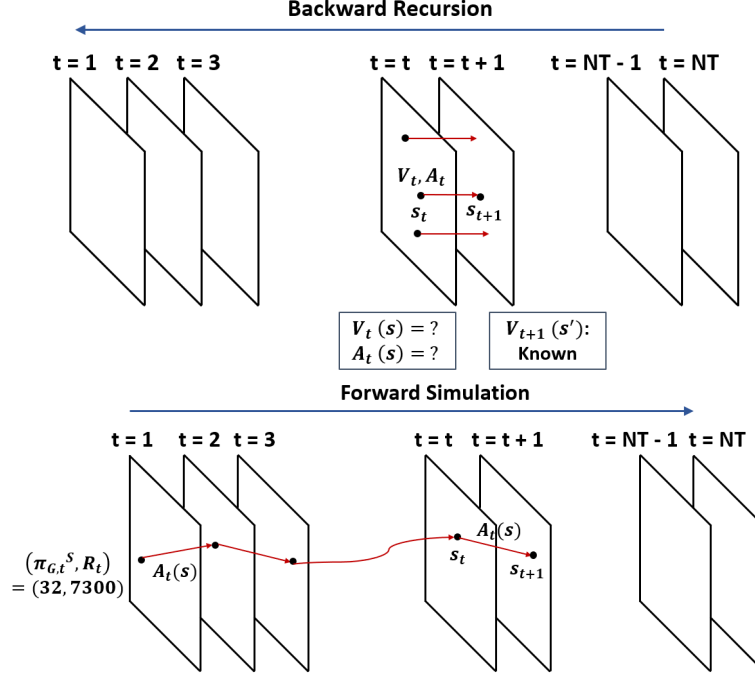 Backward Recursion
t = 1 t = 2 t = 3 t = t t = t + 1 t = NT - 1 t = NT
V_t, A_t
s_t s_{t+1}
V_t (s) = ? V_{t+1} (s'):
A_t (s) = ? Known
Forward Simulation
t = 1 t = 2 t = 3 t = t t = t + 1 t = NT - 1 t = NT
A_t(s)
(π_{G,t}^S, R_t) A_t(s) s_t s_{t+1}
= (32, 7300)